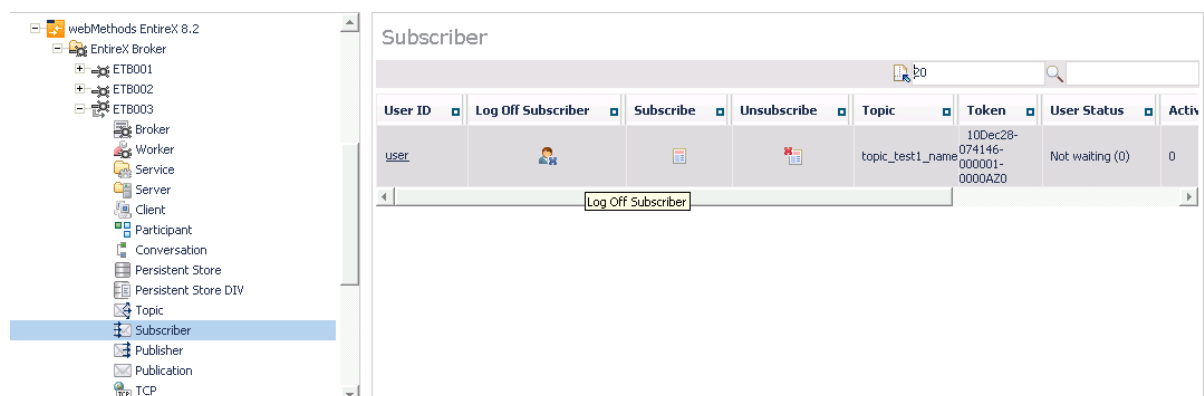 webMethods EntireX 8.2
EntireX Broker
ETB001
ETB002
ETB003
Broker
Worker
Service
Server
Client
Participant
Conversation
Persistent Store
Persistent Store DIV
Topic
Subscriber
Publisher
Publication
TCP
Subscriber
20
User ID Log Off Subscriber Subscribe Unsubscribe Topic Token User Status Activ
user topic_test1_name 10Dec28-
074146-
000001-
0000AZ0 Not waiting (0) 0
Log Off Subscriber